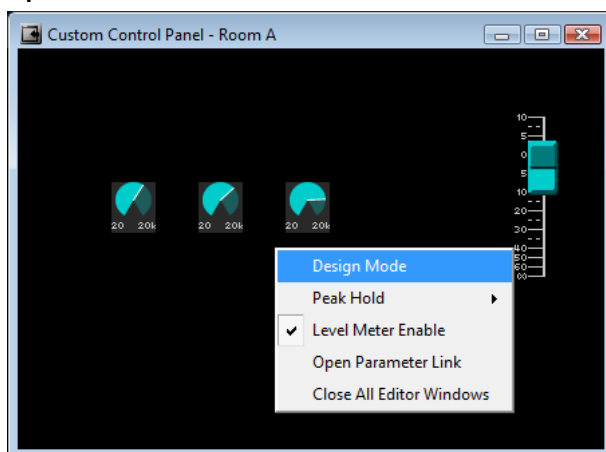 Custom Control Panel - Room A
10
5
0
5
10
20
30
40
50
60
∞
20 20k
20 20k
20 20k
Design Mode
Peak Hold
Level Meter Enable
Open Parameter Link
Close All Editor Windows